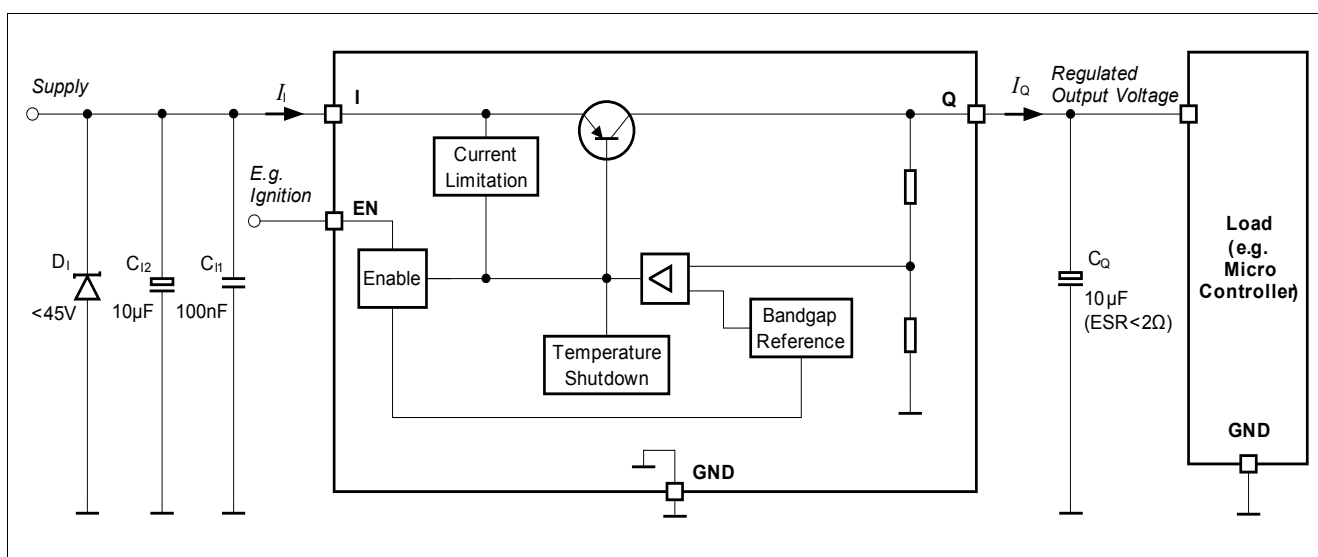 Supply
I_I
I
Q
I_Q
Regulated
Output Voltage
E.g.
Ignition
EN
Current
Limitation
Enable
Bandgap
Reference
Temperature
Shutdown
D_I
<45V
C_I2
10µF
C_I1
100nF
C_Q
10µF
(ESR<2Ω)
Load
(e.g.
Micro
Controller)
GND
GND